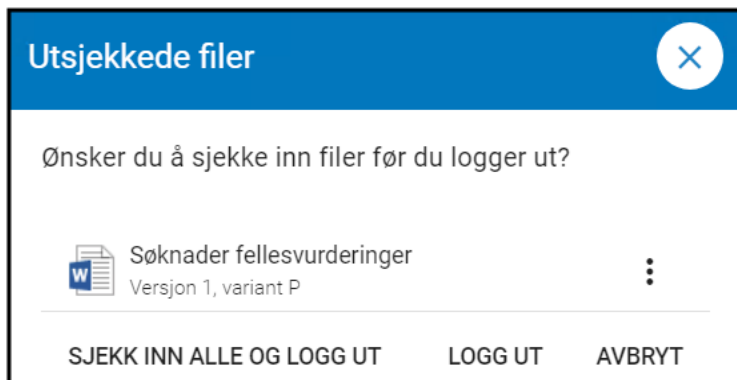 Utsjekkede filer
Ønsker du å sjekke inn filer før du logger ut?
W
Søknader fellesvurderinger
Versjon 1, variant P
SJEKK INN ALLE OG LOGG UT LOGG UT AVBRYT